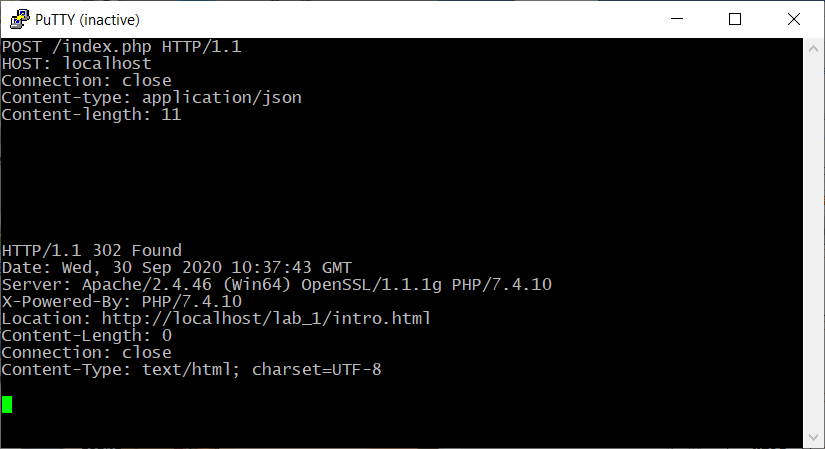 PuTTY (inactive)
POST /index.php HTTP/1.1
HOST: localhost
Connection: close
Content-type: application/json
Content-length: 11
HTTP/1.1 302 Found
Date: Wed, 30 Sep 2020 10:37:43 GMT
Server: Apache/2.4.46 (Win64) OpenSSL/1.1.1g PHP/7.4.10
X-Powered-By: PHP/7.4.10
Location: http://localhost/lab_1/intro.html
Content-Length: 0
Connection: close
Content-Type: text/html; charset=UTF-8